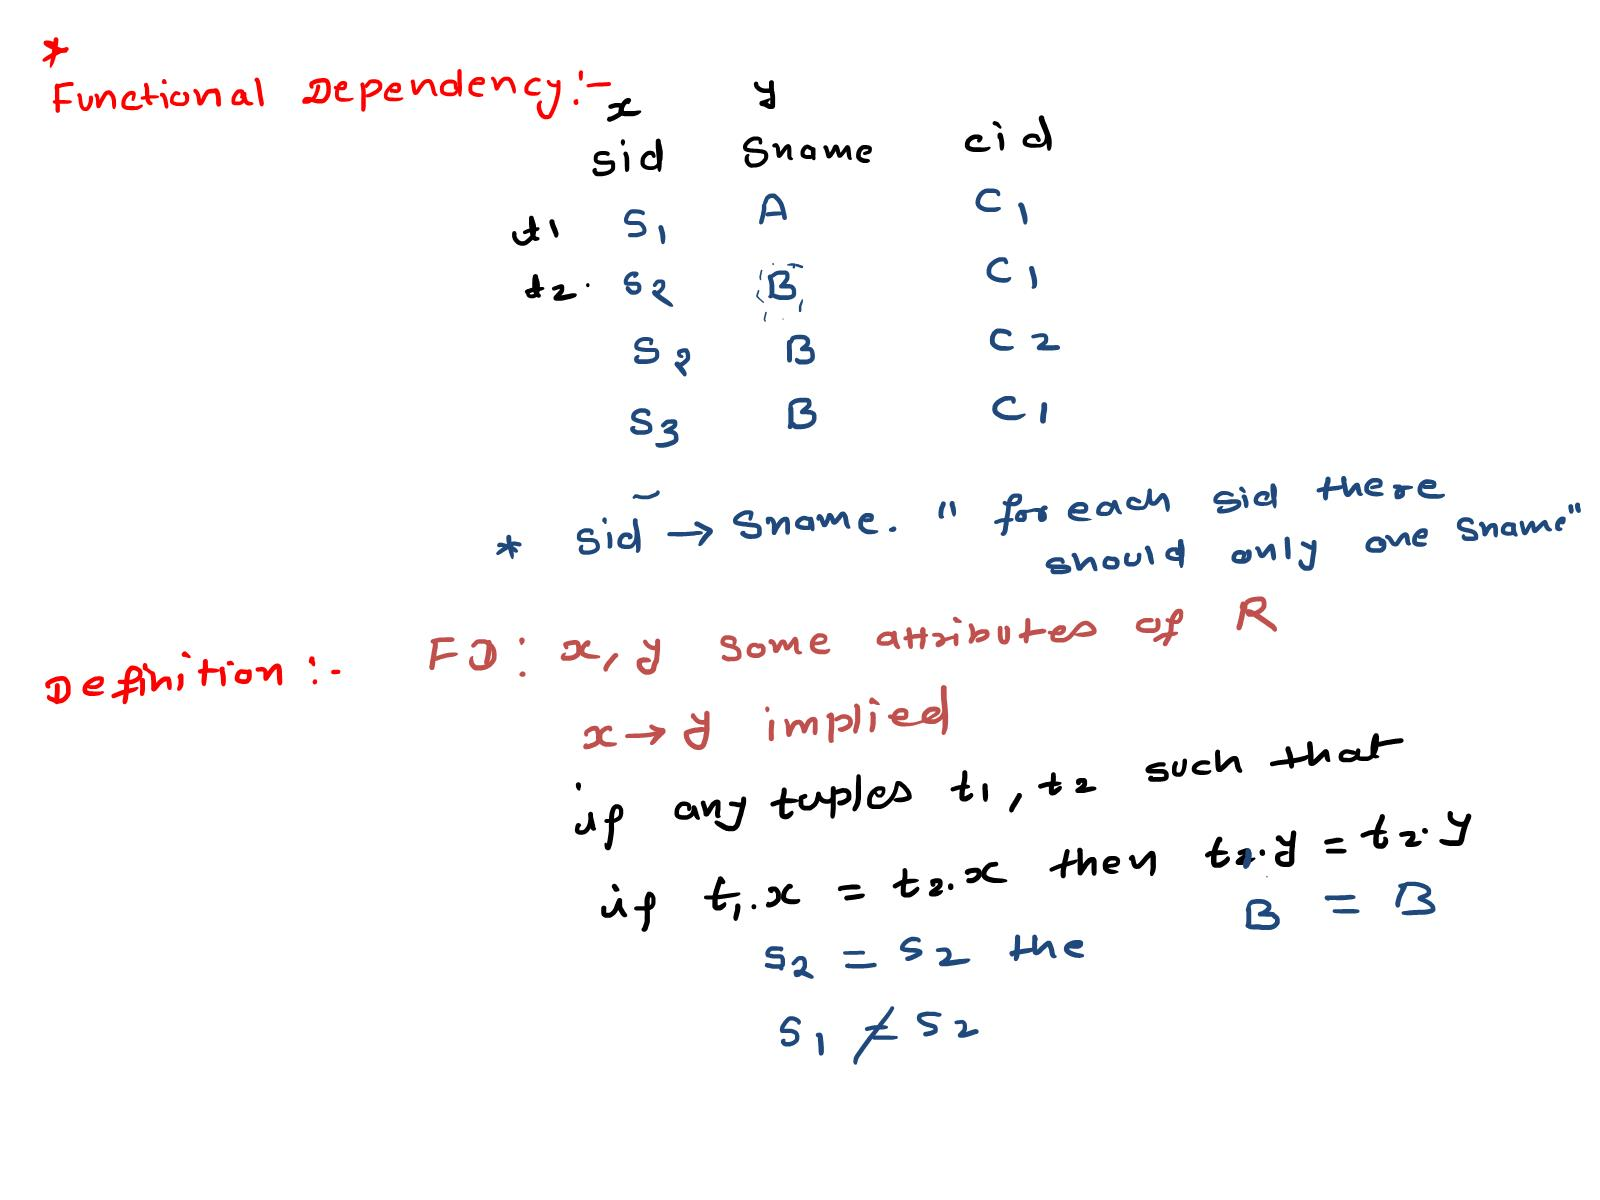 *
Functional Dependency:-
x y
sid Sname cid
t1 S1 A C1
t2. S2 B C1
S2 B C2
S3 B C1
* sid → Sname. " for each sid there
should only one Sname"
Definition :- FD: x, y some attributes of R
x → y implied
if any tuples t1, t2 such that
if t1.x = t2.x then t1.y = t2.y
S2 = S2 the B = B
S1 ≠ S2